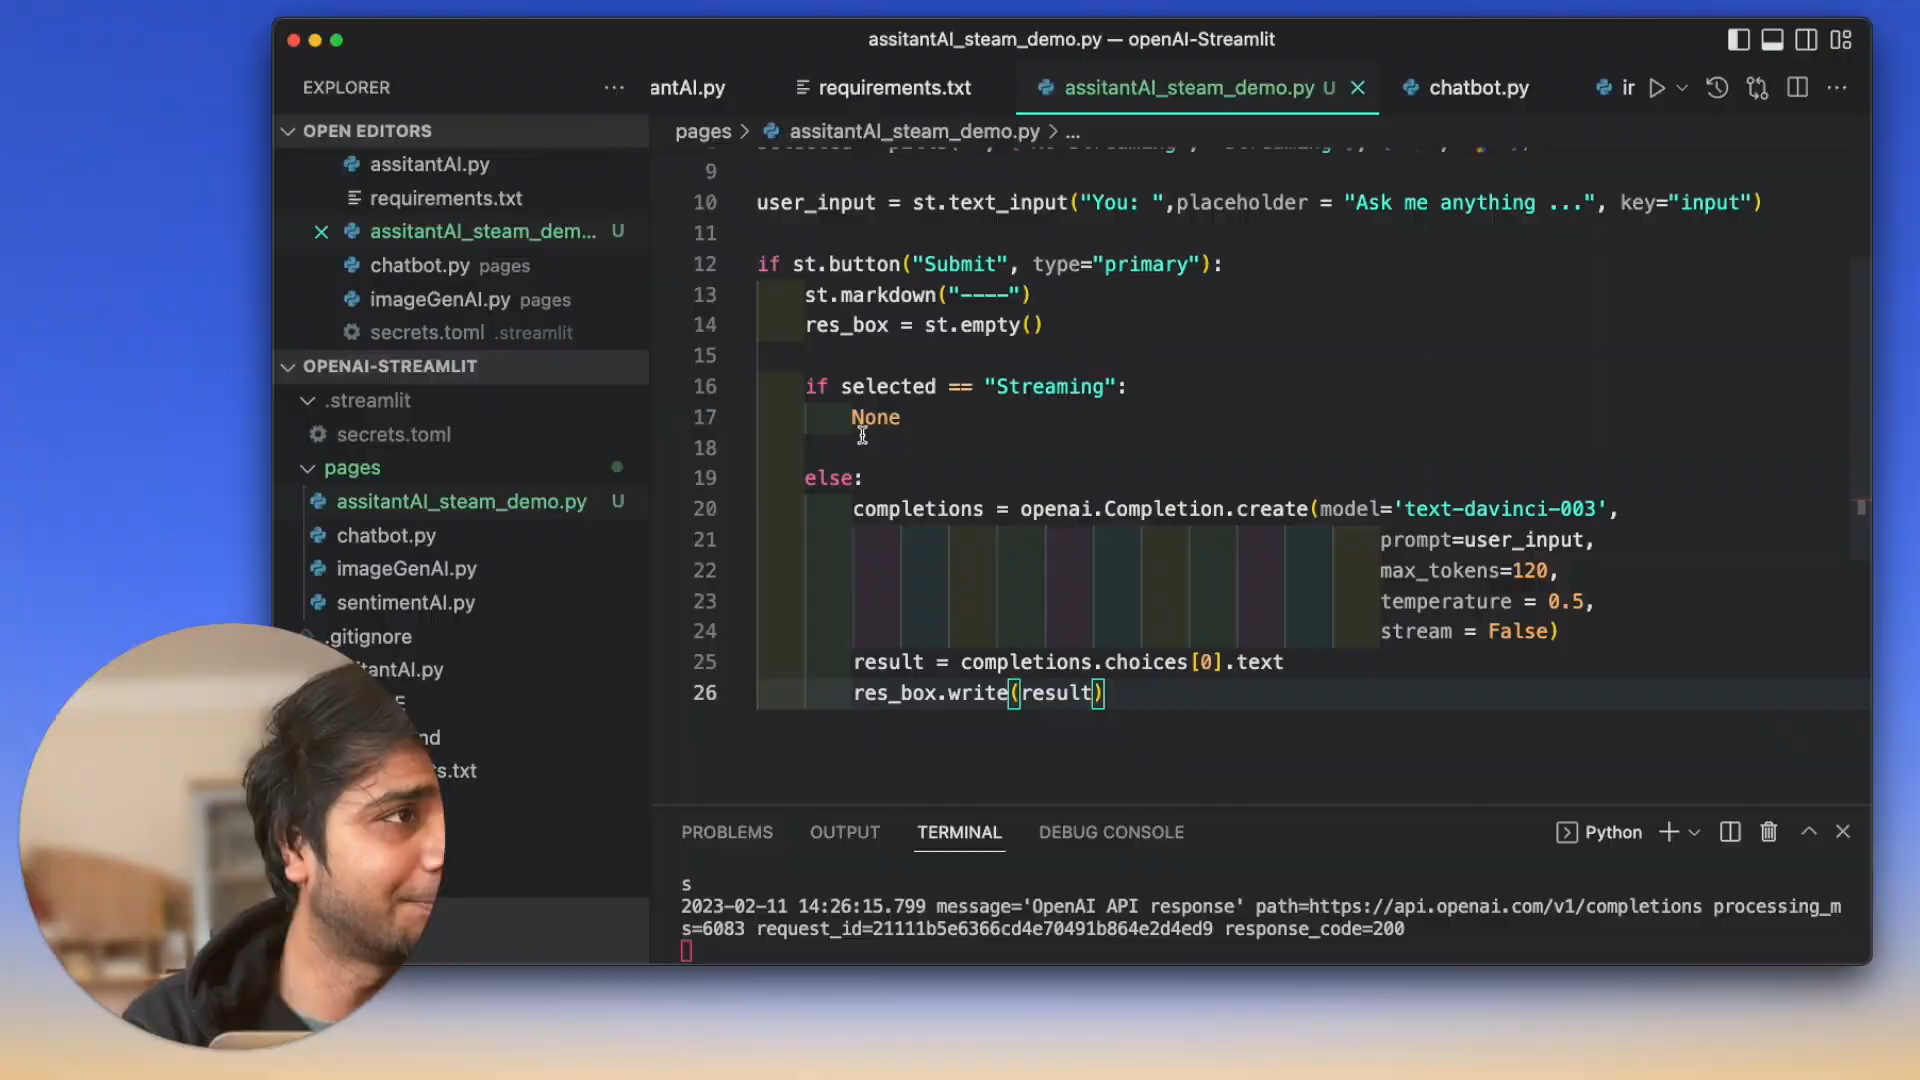 assitantAI_steam_demo.py — openAI-Streamlit
EXPLORER
antAI.py
requirements.txt
assitantAI_steam_demo.py U
chatbot.py
ir
OPEN EDITORS
assitantAI.py
requirements.txt
assitantAI_steam_dem... U
chatbot.py pages
imageGenAI.py pages
secrets.toml .streamlit
OPENAI-STREAMLIT
.streamlit
secrets.toml
pages
assitantAI_steam_demo.py U
chatbot.py
imageGenAI.py
sentimentAI.py
.gitignore
itantAI.py
E
nd
s.txt
pages > assitantAI_steam_demo.py > ...
9
10 user_input = st.text_input("You: ",placeholder = "Ask me anything ...", key="input")
11
12 if st.button("Submit", type="primary"):
13 st.markdown("----")
14 res_box = st.empty()
15
16 if selected == "Streaming":
17 None
18
19 else:
20 completions = openai.Completion.create(model='text-davinci-003',
21 prompt=user_input,
22 max_tokens=120,
23 temperature = 0.5,
24 stream = False)
25 result = completions.choices[0].text
26 res_box.write(result)
PROBLEMS OUTPUT TERMINAL DEBUG CONSOLE
Python
s
2023-02-11 14:26:15.799 message='OpenAI API response' path=https://api.openai.com/v1/completions processing_m
s=6083 request_id=21111b5e6366cd4e70491b864e2d4ed9 response_code=200